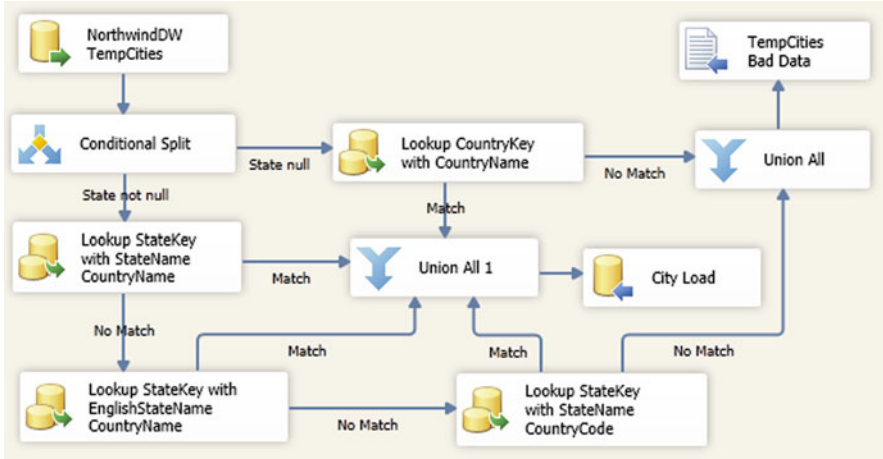 NorthwindDW
TempCities
TempCities
Bad Data
Conditional Split
State null
Lookup CountryKey
with CountryName
No Match
Union All
State not null
Match
Lookup StateKey
with StateName
CountryName
Match
Union All 1
City Load
No Match
Match
Match
No Match
Lookup StateKey with
EnglishStateName
CountryName
No Match
Lookup StateKey
with StateName
CountryCode